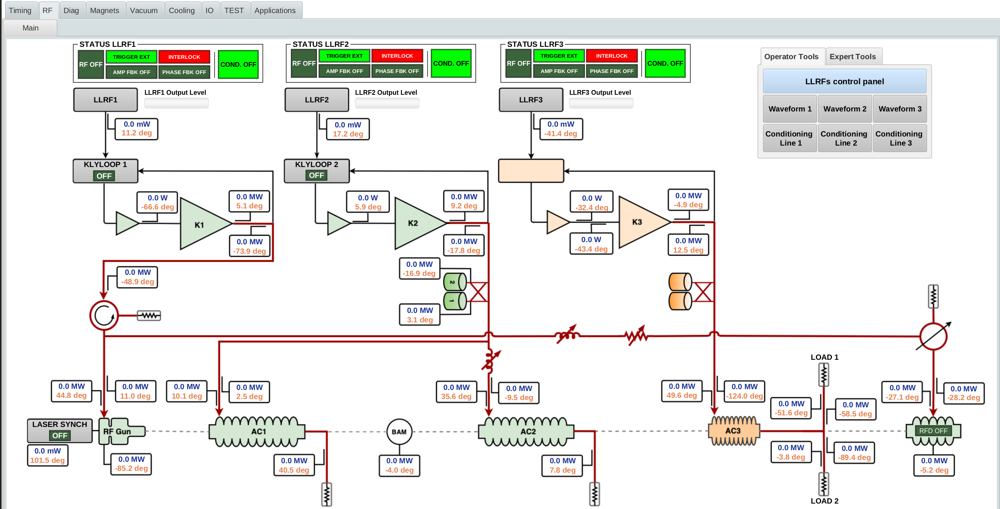 Timing
RF
Diag
Magnets
Vacuum
Cooling
IO
TEST
Applications
Main
STATUS LLRF1
RF OFF
TRIGGER EXT
INTERLOCK
AMP FBK OFF
PHASE FBK OFF
COND. OFF
STATUS LLRF2
RF OFF
TRIGGER EXT
INTERLOCK
AMP FBK OFF
PHASE FBK OFF
COND. OFF
STATUS LLRF3
RF OFF
TRIGGER EXT
INTERLOCK
AMP FBK OFF
PHASE FBK OFF
COND. OFF
Operator Tools
Expert Tools
LLRFs control panel
Waveform 1
Waveform 2
Waveform 3
Conditioning
Line 1
Conditioning
Line 2
Conditioning
Line 3
LLRF1
LLRF1 Output Level
LLRF2
LLRF2 Output Level
LLRF3
LLRF3 Output Level
0.0 mW
11.2 deg
0.0 mW
17.2 deg
0.0 mW
-41.4 deg
KLYLOOP 1
OFF
KLYLOOP 2
OFF
0.0 W
-66.6 deg
K1
0.0 MW
5.1 deg
0.0 MW
-73.9 deg
0.0 W
5.9 deg
K2
0.0 MW
9.2 deg
0.0 MW
-17.8 deg
0.0 W
-32.4 deg
0.0 W
-43.4 deg
K3
0.0 MW
-4.9 deg
0.0 MW
12.5 deg
0.0 MW
-48.9 deg
0.0 MW
-16.9 deg
2
1
0.0 MW
3.1 deg
LOAD 1
0.0 MW
44.8 deg
0.0 MW
11.0 deg
0.0 MW
10.1 deg
0.0 MW
2.5 deg
0.0 MW
35.6 deg
0.0 MW
-9.5 deg
0.0 MW
49.6 deg
0.0 MW
-124.0 deg
0.0 MW
-51.6 deg
0.0 MW
-58.5 deg
0.0 MW
-27.1 deg
0.0 MW
-28.2 deg
LASER SYNCH
OFF
RF Gun
AC1
BAM
AC2
AC3
RFD OFF
0.0 mW
101.5 deg
0.0 MW
-85.2 deg
0.0 MW
40.5 deg
0.0 MW
-4.0 deg
0.0 MW
7.8 deg
0.0 MW
-3.8 deg
0.0 MW
-89.4 deg
0.0 MW
-5.2 deg
LOAD 2